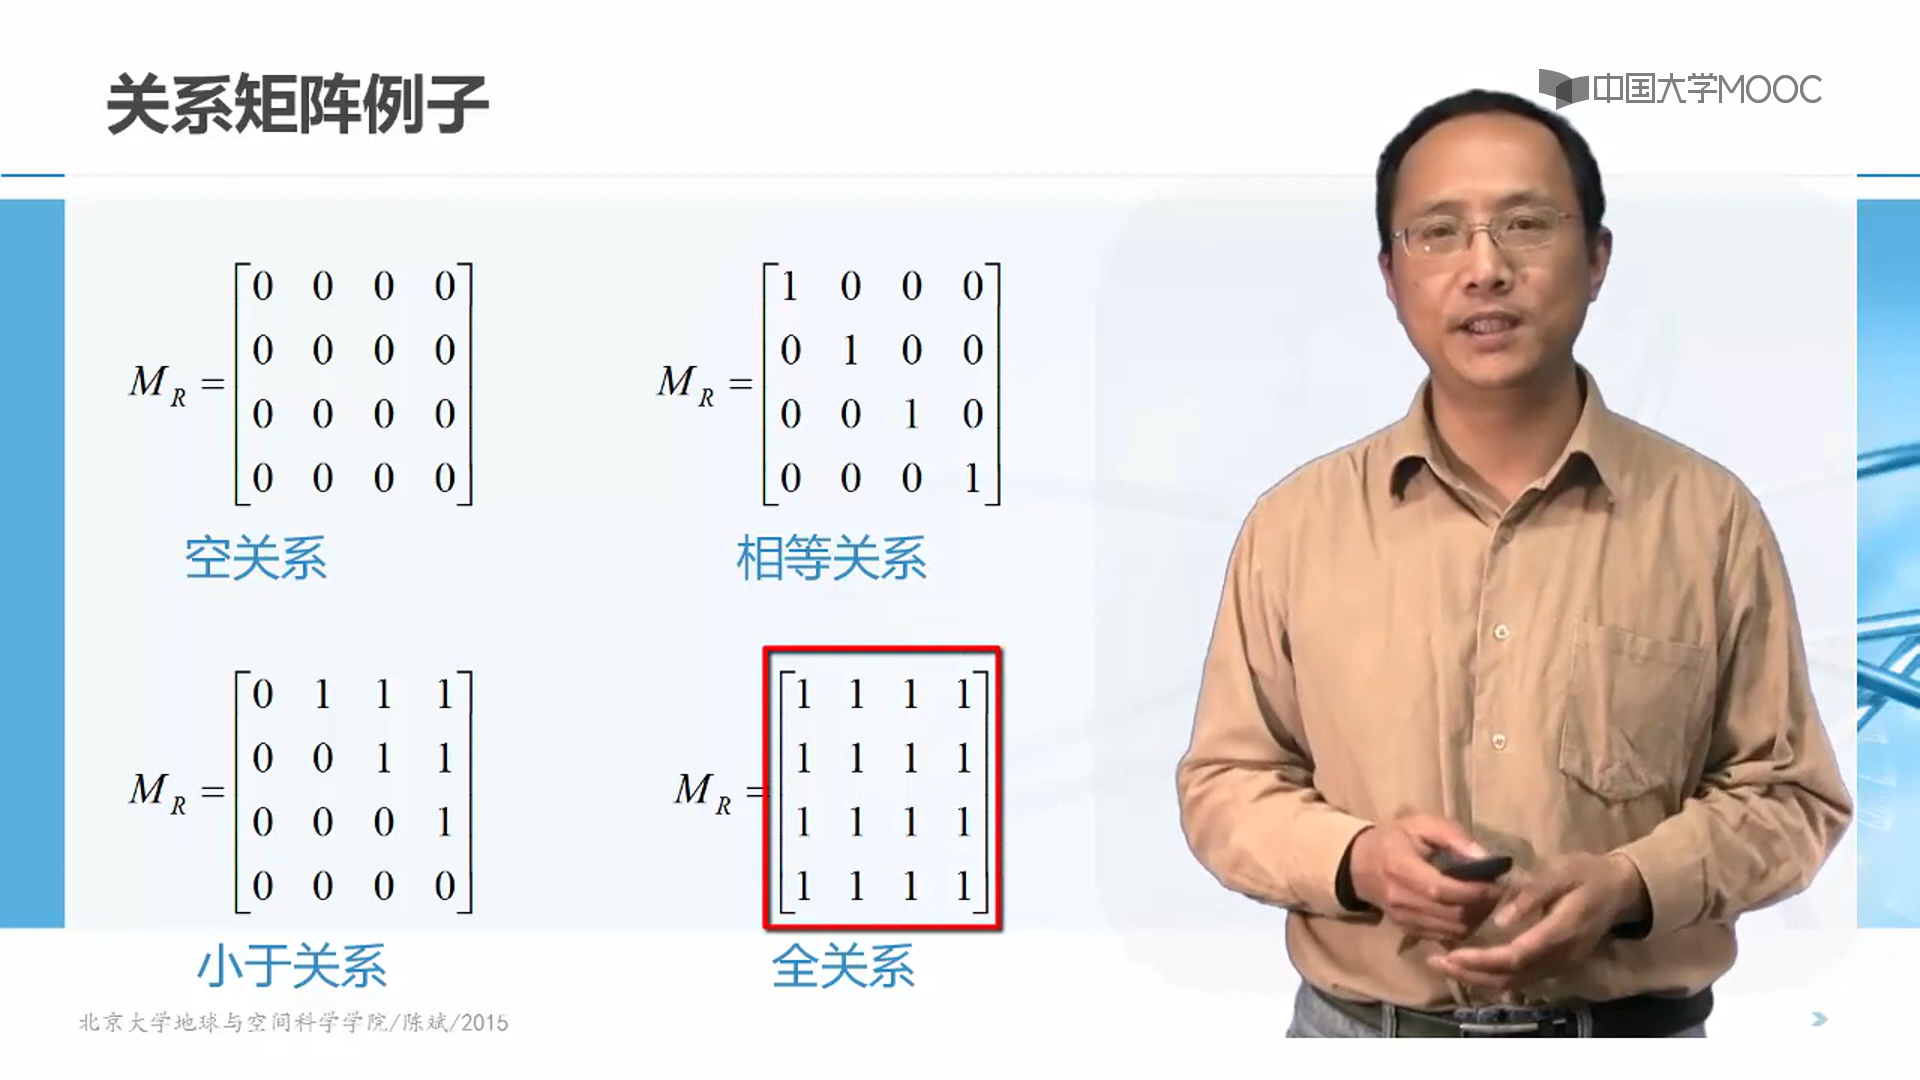 关系矩阵例子
中国大学MOOC
M_R = [0 0 0 0
0 0 0 0
0 0 0 0
0 0 0 0]
空关系
M_R = [1 0 0 0
0 1 0 0
0 0 1 0
0 0 0 1]
相等关系
M_R = [0 1 1 1
0 0 1 1
0 0 0 1
0 0 0 0]
小于关系
M_R = [1 1 1 1
1 1 1 1
1 1 1 1
1 1 1 1]
全关系
北京大学地球与空间科学学院/陈斌/2015